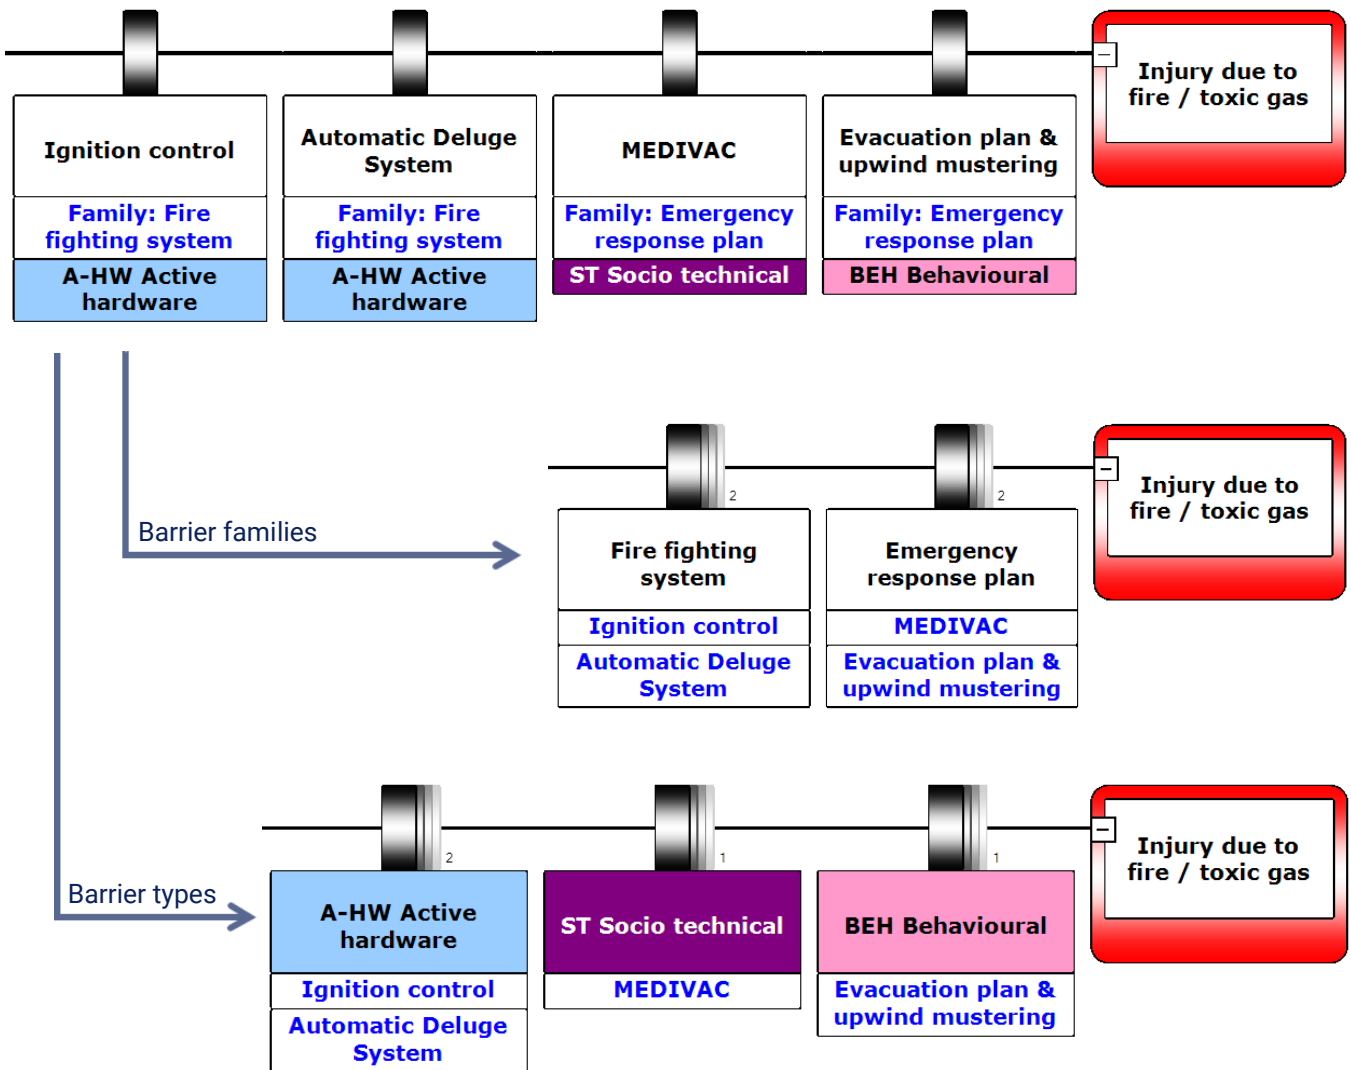 Ignition control
Family: Fire
fighting system
A-HW Active
hardware
Automatic Deluge
System
Family: Fire
fighting system
A-HW Active
hardware
MEDIVAC
Family: Emergency
response plan
ST Socio technical
Evacuation plan &
upwind mustering
Family: Emergency
response plan
BEH Behavioural
Injury due to
fire / toxic gas
Barrier families
2
Fire fighting
system
Ignition control
Automatic Deluge
System
2
Emergency
response plan
MEDIVAC
Evacuation plan &
upwind mustering
Injury due to
fire / toxic gas
Barrier types
2
A-HW Active
hardware
Ignition control
Automatic Deluge
System
1
ST Socio technical
MEDIVAC
1
BEH Behavioural
Evacuation plan &
upwind mustering
Injury due to
fire / toxic gas